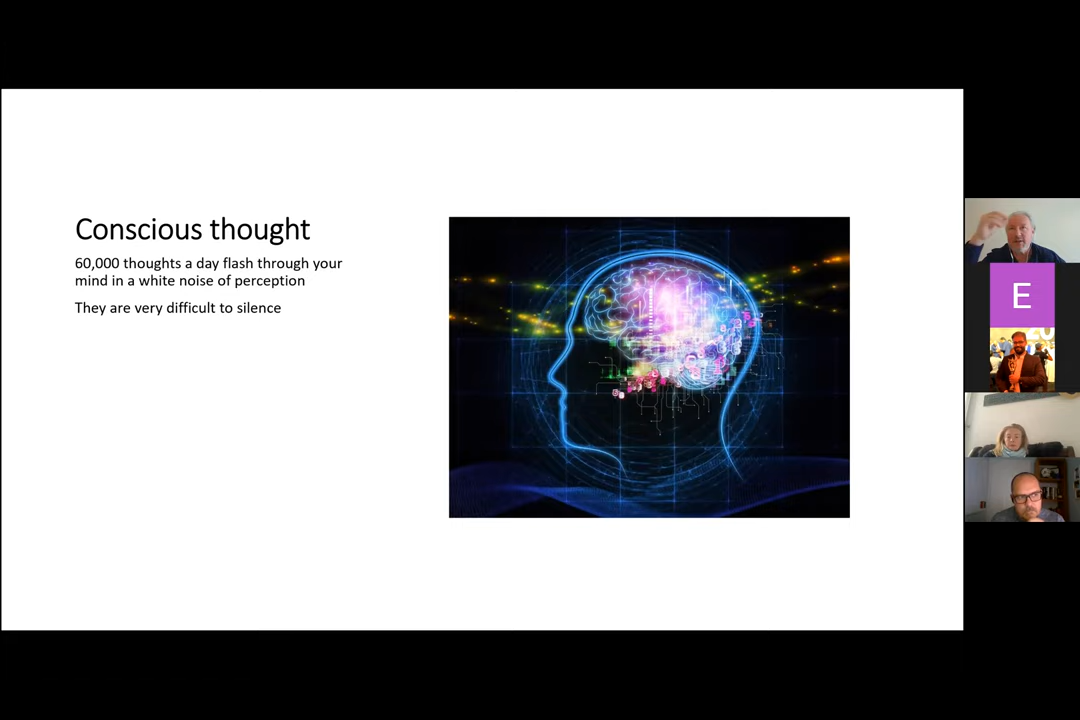 Conscious thought
60,000 thoughts a day flash through your
mind in a white noise of perception
They are very difficult to silence
E